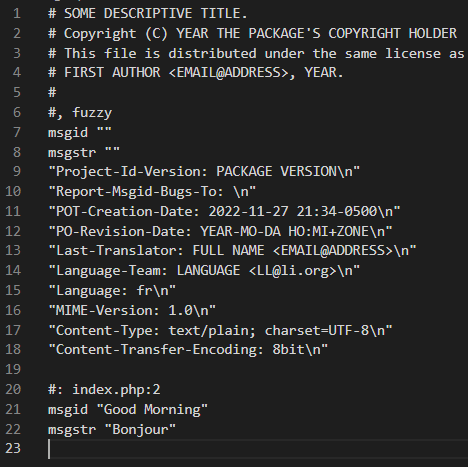 1 # SOME DESCRIPTIVE TITLE.
2 # Copyright (C) YEAR THE PACKAGE'S COPYRIGHT HOLDER
3 # This file is distributed under the same license as
4 # FIRST AUTHOR <EMAIL@ADDRESS>, YEAR.
5 #
6 #, fuzzy
7 msgid ""
8 msgstr ""
9 "Project-Id-Version: PACKAGE VERSION\n"
10 "Report-Msgid-Bugs-To: \n"
11 "POT-Creation-Date: 2022-11-27 21:34-0500\n"
12 "PO-Revision-Date: YEAR-MO-DA HO:MI+ZONE\n"
13 "Last-Translator: FULL NAME <EMAIL@ADDRESS>\n"
14 "Language-Team: LANGUAGE <LL@li.org>\n"
15 "Language: fr\n"
16 "MIME-Version: 1.0\n"
17 "Content-Type: text/plain; charset=UTF-8\n"
18 "Content-Transfer-Encoding: 8bit\n"
19
20 #: index.php:2
21 msgid "Good Morning"
22 msgstr "Bonjour"
23